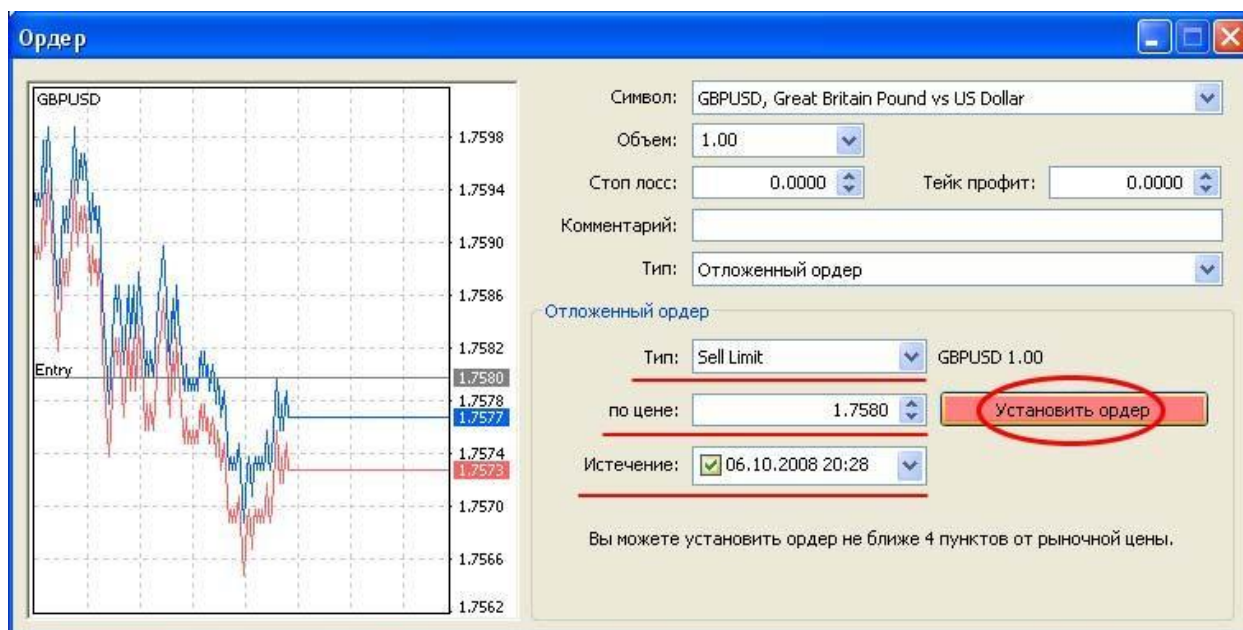 Ордер
GBPUSD
1.7598
1.7594
1.7590
1.7586
1.7582
Entry
1.7580
1.7578
1.7577
1.7574
1.7573
1.7570
1.7566
1.7562
Символ: GBPUSD, Great Britain Pound vs US Dollar
Объем: 1.00
Стоп лосс: 0.0000 Тейк профит: 0.0000
Комментарий:
Тип: Отложенный ордер
Отложенный ордер
Тип: Sell Limit GBPUSD 1.00
по цене: 1.7580 Установить ордер
Истечение: 06.10.2008 20:28
Вы можете установить ордер не ближе 4 пунктов от рыночной цены.